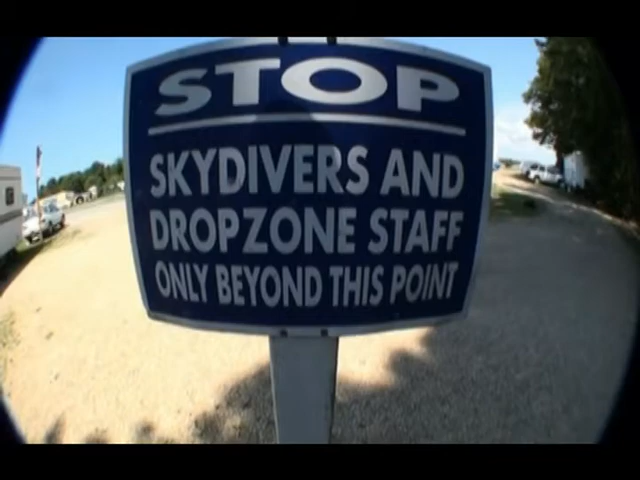 STOP
SKYDIVERS AND
DROPZONE STAFF
ONLY BEYOND THIS POINT